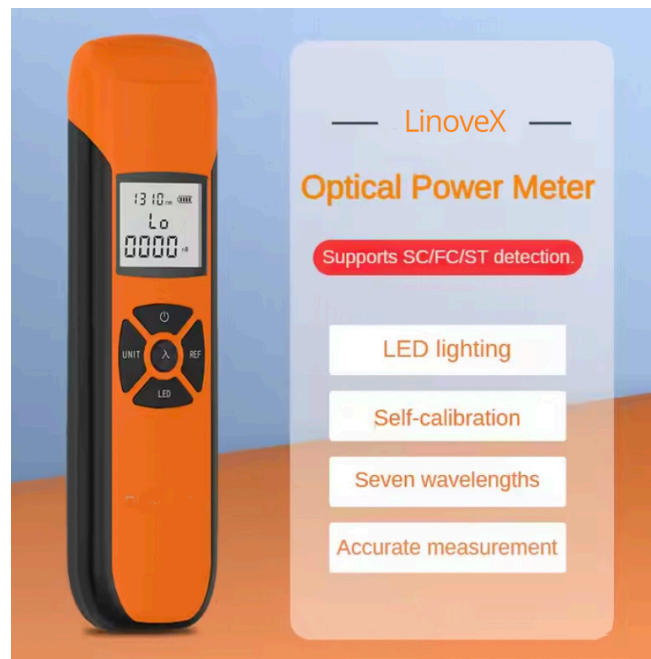 LinoveX
Optical Power Meter
Supports SC/FC/ST detection.
LED lighting
Self-calibration
Seven wavelengths
Accurate measurement
1310
Lo
0000
UNIT
λ
REF
LED